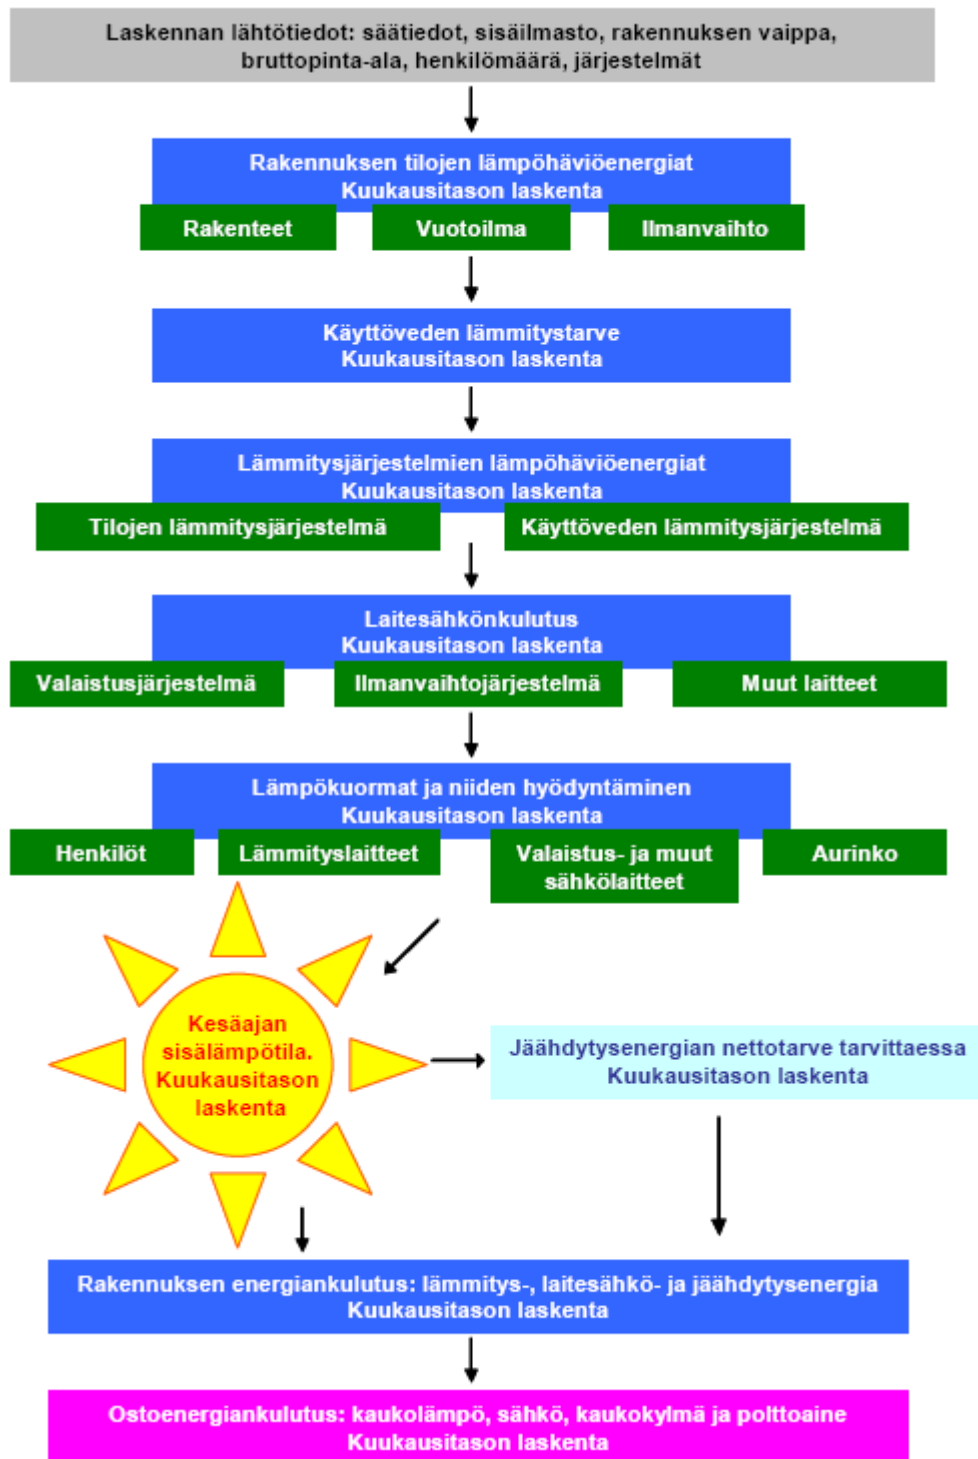 Laskennan lähtötiedot: säätiedot, sisäilmasto, rakennuksen vaippa,
bruttopinta-ala, henkilömäärä, järjestelmät
Rakennuksen tilojen lämpöhäviöenergiat
Kuukausitason laskenta
Rakenteet
Vuotoilma
Ilmanvaihto
Käyttöveden lämmitystarve
Kuukausitason laskenta
Lämmitysjärjestelmien lämpöhäviöenergiat
Kuukausitason laskenta
Tilojen lämmitysjärjestelmä
Käyttöveden lämmitysjärjestelmä
Laitesähkönkulutus
Kuukausitason laskenta
Valaistusjärjestelmä
Ilmanvaihtojärjestelmä
Muut laitteet
Lämpökuormat ja niiden hyödyntäminen
Kuukausitason laskenta
Henkilöt
Lämmityslaitteet
Valaistus- ja muut
sähkölaitteet
Aurinko
Kesäajan
sisälämpötila.
Kuukausitason
laskenta
Jäähdytysenergian nettotarve tarvittaessa
Kuukausitason laskenta
Rakennuksen energiankulutus: lämmitys-, laitesähkö- ja jäähdytysenergia
Kuukausitason laskenta
Ostoenergiankulutus: kaukolämpö, sähkö, kaukokylmä ja polttoaine
Kuukausitason laskenta